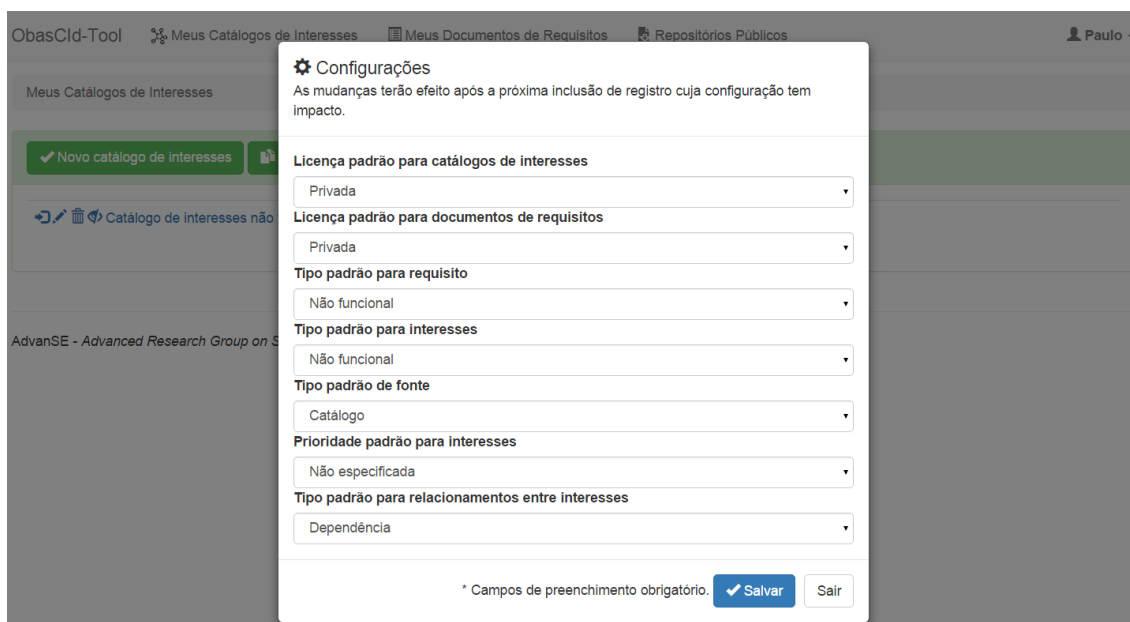 ObasCId-Tool Meus Catálogos de Interesses Meus Documentos de Requisitos Repositórios Públicos Paulo
Meus Catálogos de Interesses
Novo catálogo de interesses
Catálogo de interesses não
AdvanSE - Advanced Research Group on S
Configurações
As mudanças terão efeito após a próxima inclusão de registro cuja configuração tem
impacto.
Licença padrão para catálogos de interesses
Privada
Licença padrão para documentos de requisitos
Privada
Tipo padrão para requisito
Não funcional
Tipo padrão para interesses
Não funcional
Tipo padrão de fonte
Catálogo
Prioridade padrão para interesses
Não especificada
Tipo padrão para relacionamentos entre interesses
Dependência
* Campos de preenchimento obrigatório. Salvar Sair